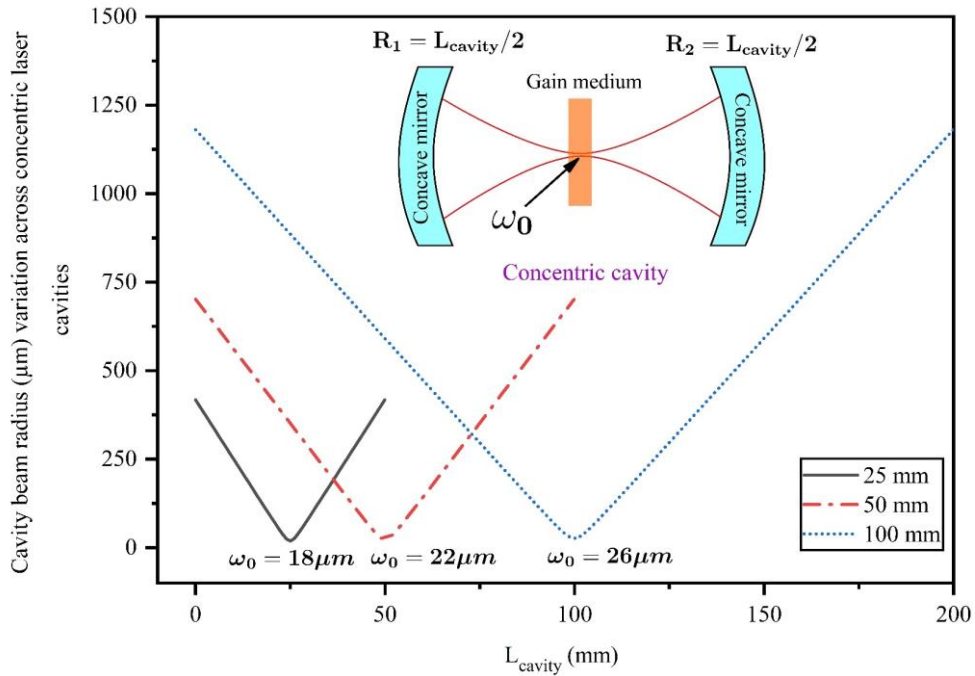 Cavity beam radius (μm) variation across concentric laser
cavities
1500
1250
1000
750
500
250
0
R₁ = L_cavity/2
R₂ = L_cavity/2
Gain medium
Concave mirror
Concave mirror
ω₀
Concentric cavity
25 mm
50 mm
100 mm
ω₀ = 18μm
ω₀ = 22μm
ω₀ = 26μm
0
50
100
150
200
L_cavity (mm)